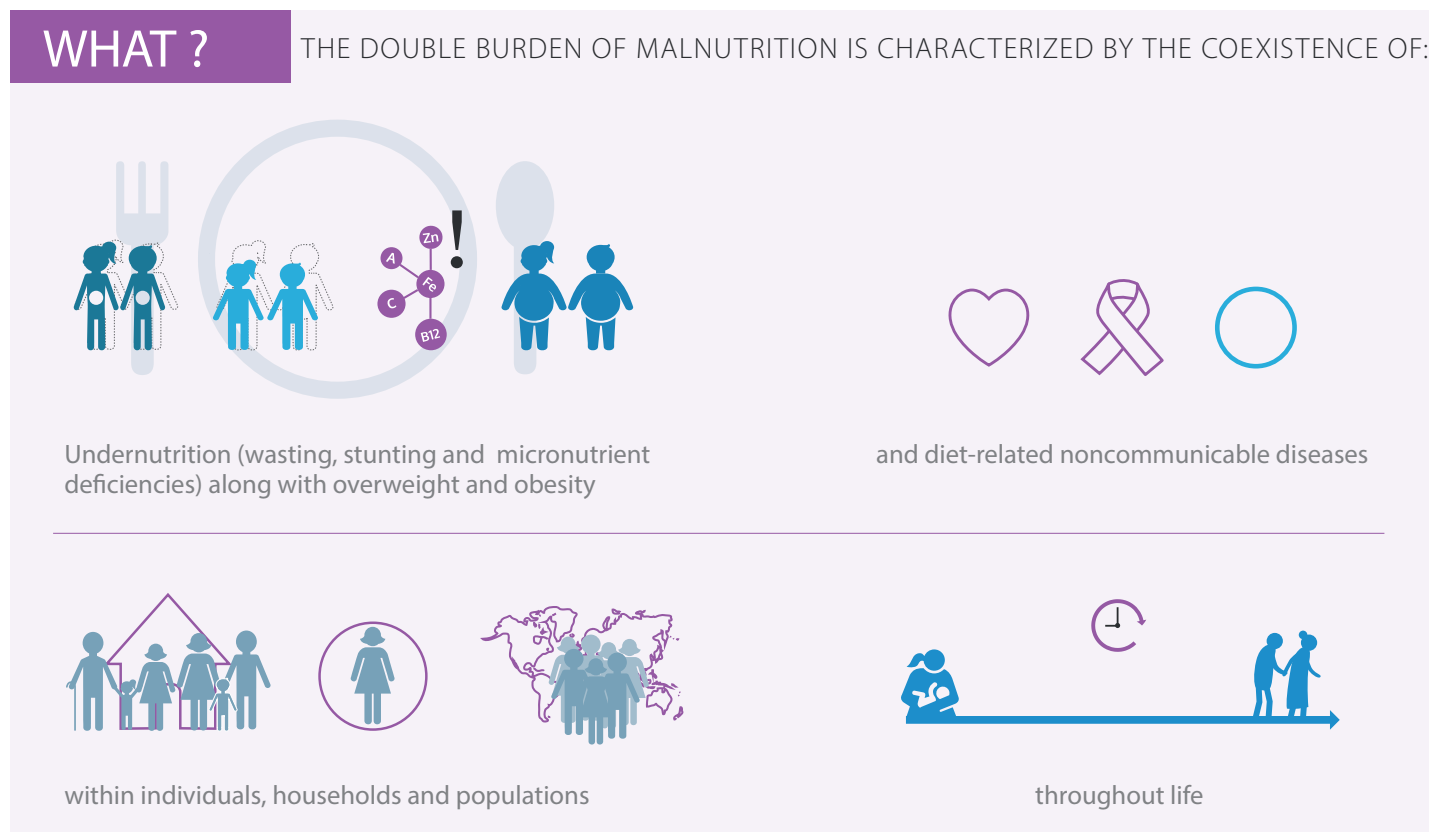 WHAT ?
THE DOUBLE BURDEN OF MALNUTRITION IS CHARACTERIZED BY THE COEXISTENCE OF:
Zn
A
Fe
C
B12
!
Undernutrition (wasting, stunting and micronutrient
deficiencies) along with overweight and obesity
and diet-related noncommunicable diseases
within individuals, households and populations
throughout life